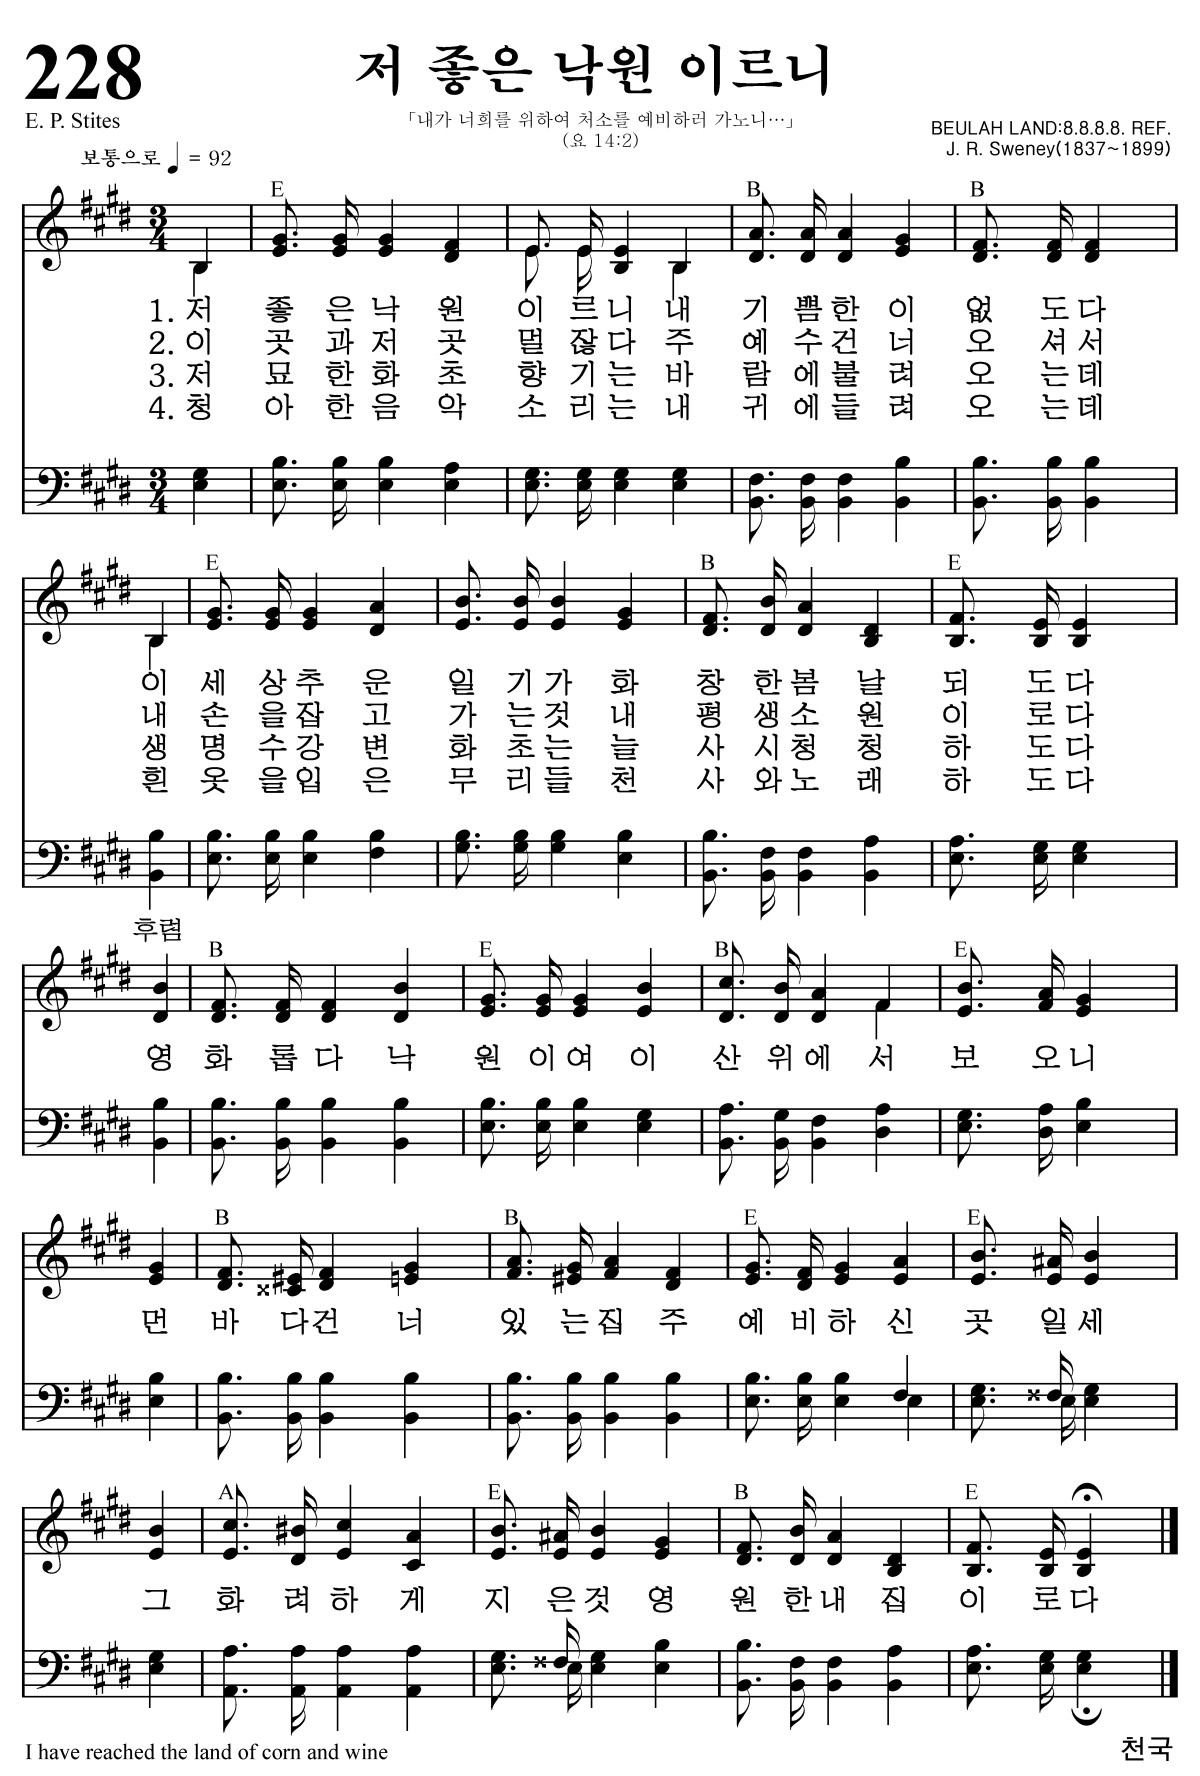 228
저 좋은 낙원 이르니
E. P. Stites
「내가 너희를 위하여 처소를 예비하러 가노니…」
(요 14:2)
BEULAH LAND:8.8.8.8. REF.
J. R. Sweney(1837~1899)
보통으로 ♩ = 92
E B B
1. 저 좋 은 낙 원 이 르 니 내 기 쁨 한 이 없 도 다
2. 이 곳 과 저 곳 멀 잖 다 주 예 수 건 너 오 셔 서
3. 저 묘 한 화 초 향 기 는 바 람 에 불 려 오 는 데
4. 청 아 한 음 악 소 리 는 내 귀 에 들 려 오 는 데
E B E
이 세 상 추 운 일 기 가 화 창 한 봄 날 되 도 다
내 손 을 잡 고 가 는 것 내 평 생 소 원 이 로 다
생 명 수 강 변 화 초 는 늘 사 시 청 청 하 도 다
흰 옷 을 입 은 무 리 들 천 사 와 노 래 하 도 다
후렴
B E B E
영 화 롭 다 낙 원 이 여 이 산 위 에 서 보 오 니
B B E E
먼 바 다 건 너 있 는 집 주 예 비 하 신 곳 일 세
A E B E
그 화 려 하 게 지 은 것 영 원 한 내 집 이 로 다
I have reached the land of corn and wine
천국